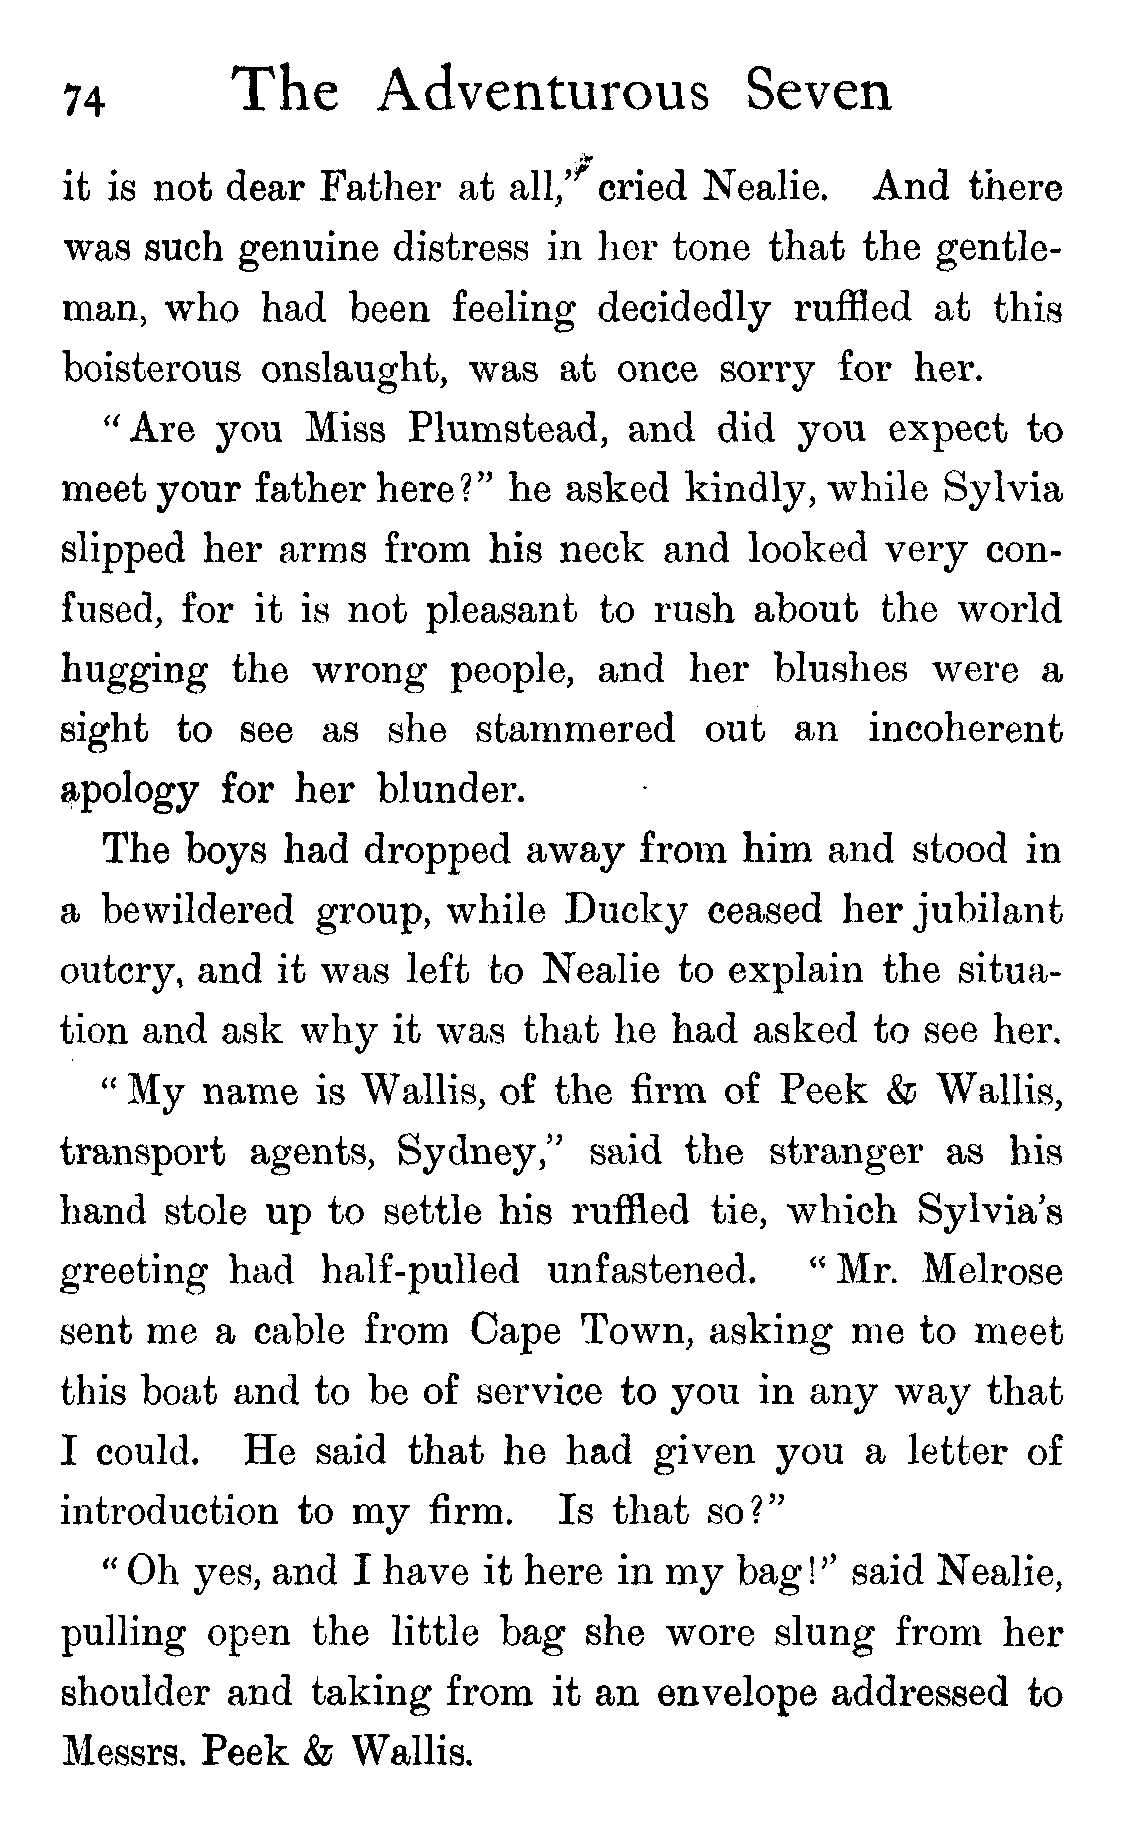 74 The Adventurous Seven
it is not dear Father at all,” cried Nealie. And there
was such genuine distress in her tone that the gentle-
man, who had been feeling decidedly ruffled at this
boisterous onslaught, was at once sorry for her.
“Are you Miss Plumstead, and did you expect to
meet your father here?” he asked kindly, while Sylvia
slipped her arms from his neck and looked very con-
fused, for it is not pleasant to rush about the world
hugging the wrong people, and her blushes were a
sight to see as she stammered out an incoherent
apology for her blunder.
The boys had dropped away from him and stood in
a bewildered group, while Ducky ceased her jubilant
outcry, and it was left to Nealie to explain the situa-
tion and ask why it was that he had asked to see her.
“My name is Wallis, of the firm of Peek & Wallis,
transport agents, Sydney,” said the stranger as his
hand stole up to settle his ruffled tie, which Sylvia’s
greeting had half-pulled unfastened. “Mr. Melrose
sent me a cable from Cape Town, asking me to meet
this boat and to be of service to you in any way that
I could. He said that he had given you a letter of
introduction to my firm. Is that so?”
“Oh yes, and I have it here in my bag!” said Nealie,
pulling open the little bag she wore slung from her
shoulder and taking from it an envelope addressed to
Messrs. Peek & Wallis.